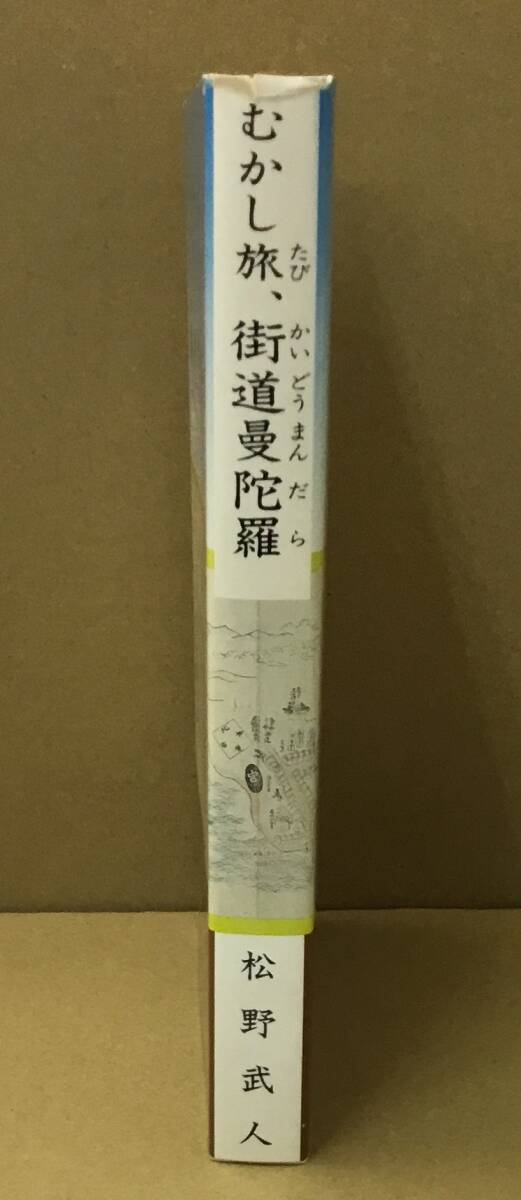 むかし旅、街道曼陀羅
たび かいどうまんだら
宮
松野武人